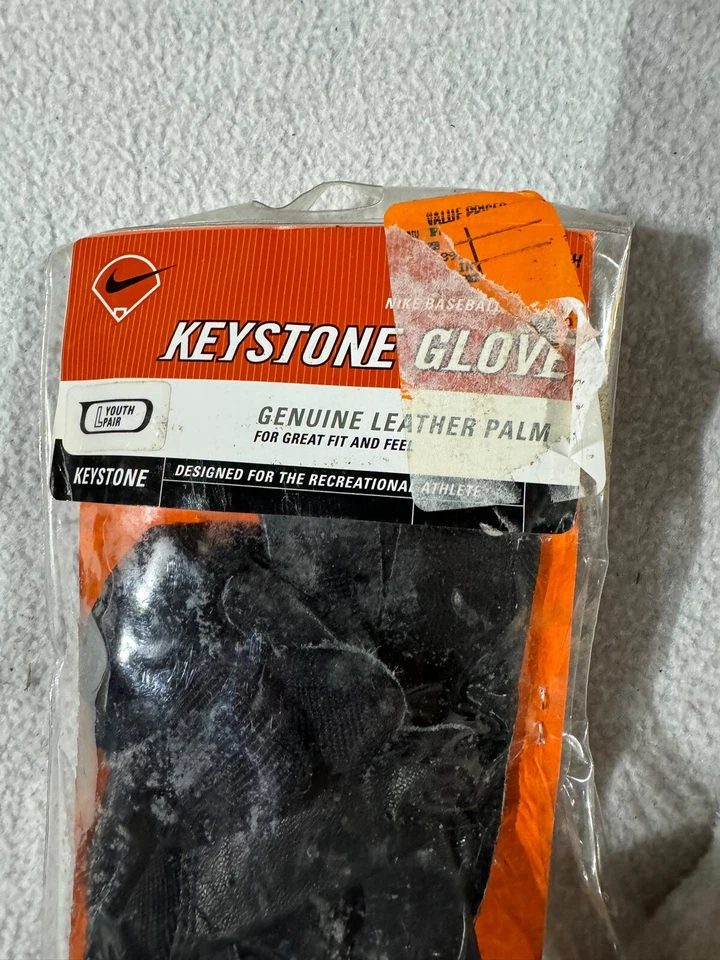 VALUE PRICED
NIKE BASEBALL
KEYSTONE GLOVE
L YOUTH
PAIR
GENUINE LEATHER PALM
FOR GREAT FIT AND FEEL
KEYSTONE
DESIGNED FOR THE RECREATIONAL ATHLETE